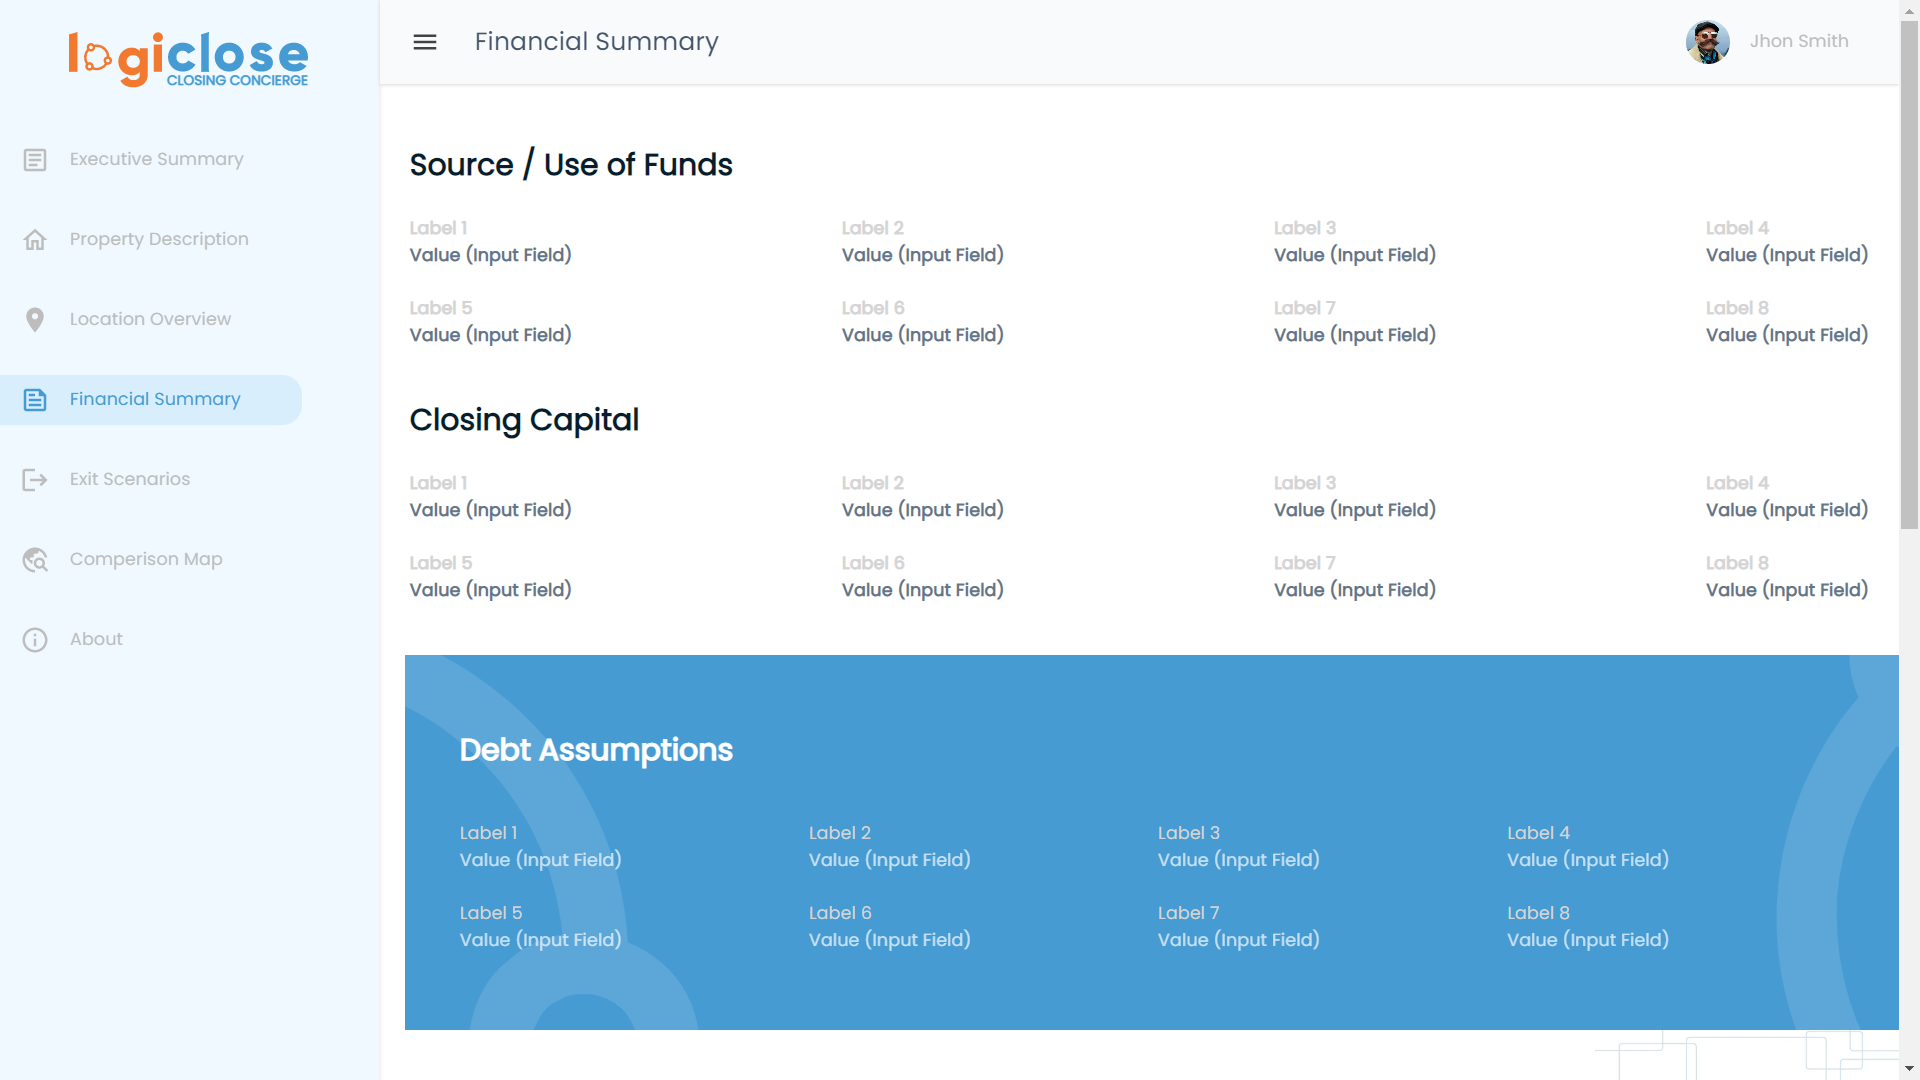 logiclose
CLOSING CONCIERGE
Executive Summary
Property Description
Location Overview
Financial Summary
Exit Scenarios
Comperison Map
About
Financial Summary
Jhon Smith
Source / Use of Funds
Label 1 Label 2 Label 3 Label 4
Value (Input Field) Value (Input Field) Value (Input Field) Value (Input Field)
Label 5 Label 6 Label 7 Label 8
Value (Input Field) Value (Input Field) Value (Input Field) Value (Input Field)
Closing Capital
Label 1 Label 2 Label 3 Label 4
Value (Input Field) Value (Input Field) Value (Input Field) Value (Input Field)
Label 5 Label 6 Label 7 Label 8
Value (Input Field) Value (Input Field) Value (Input Field) Value (Input Field)
Debt Assumptions
Label 1 Label 2 Label 3 Label 4
Value (Input Field) Value (Input Field) Value (Input Field) Value (Input Field)
Label 5 Label 6 Label 7 Label 8
Value (Input Field) Value (Input Field) Value (Input Field) Value (Input Field)